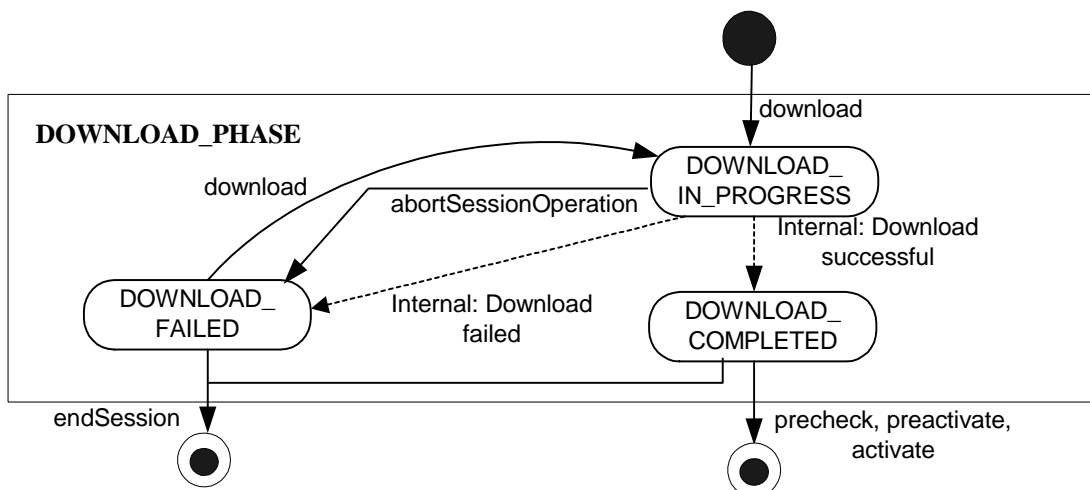 download
DOWNLOAD_PHASE
DOWNLOAD_
IN_PROGRESS
download
abortSessionOperation
Internal: Download
successful
DOWNLOAD_
FAILED
Internal: Download
failed
DOWNLOAD_
COMPLETED
endSession
precheck, preactivate,
activate